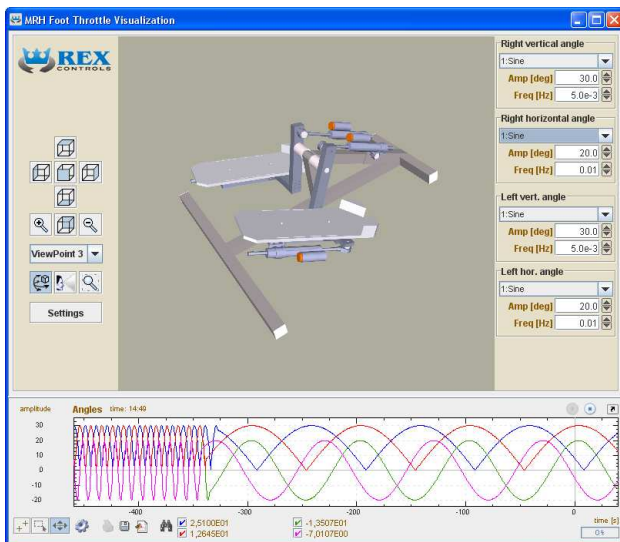 MRH Foot Throttle Visualization
REX
CONTROLS
ViewPoint 3
Settings
Right vertical angle
1:Sine
Amp [deg] 30.0
Freq [Hz] 5.0e-3
Right horizontal angle
1:Sine
Amp [deg] 20.0
Freq [Hz] 0.01
Left vert. angle
1:Sine
Amp [deg] 30.0
Freq [Hz] 5.0e-3
Left hor. angle
1:Sine
Amp [deg] 20.0
Freq [Hz] 0.01
amplitude Angles time: 14:49
30
20
10
0
-10
-20
-400 -300 -200 -100 0
time [s]
2,5100E01 -1,3507E01
1,2645E01 -7,0107E00
0 s